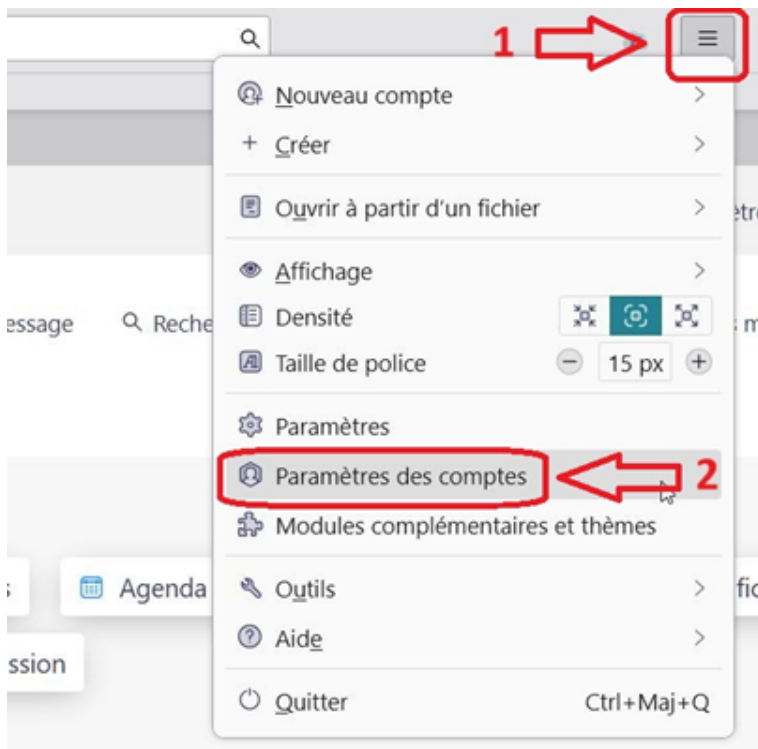 1
Nouveau compte
Créer
Ouvrir à partir d'un fichier
Affichage
essage
Reche
Densité
Taille de police
15 px
Paramètres
Paramètres des comptes
2
Modules complémentaires et thèmes
Agenda
Outils
Aide
ssion
Quitter
Ctrl+Maj+Q